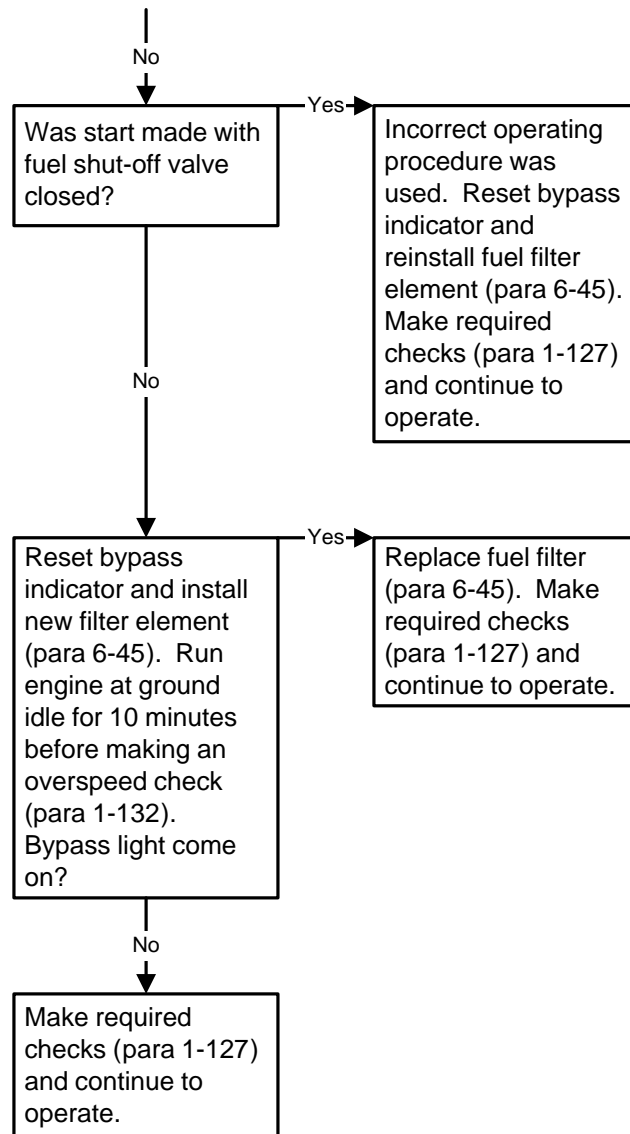 No
Was start made with
fuel shut-off valve
closed?
Yes
Incorrect operating
procedure was
used.  Reset bypass
indicator and
reinstall fuel filter
element (para 6-45).
Make required
checks (para 1-127)
and continue to
operate.
No
Reset bypass
indicator and install
new filter element
(para 6-45).  Run
engine at ground
idle for 10 minutes
before making an
overspeed check
(para 1-132).
Bypass light come
on?
Yes
Replace fuel filter
(para 6-45).  Make
required checks
(para 1-127) and
continue to operate.
No
Make required
checks (para 1-127)
and continue to
operate.